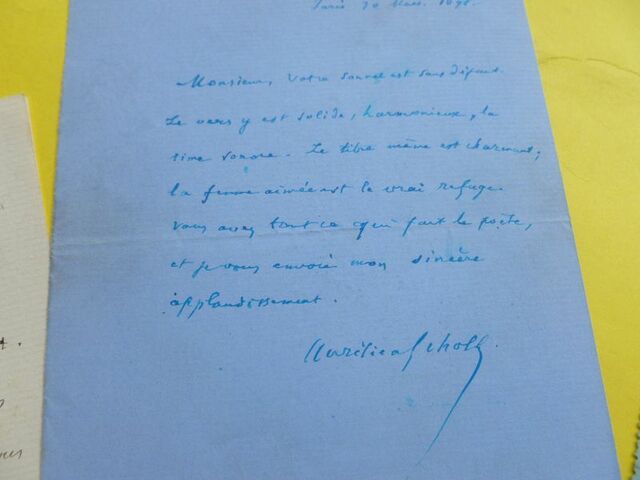 Paris 30 Mars 1898.
Monsieur, Votre sonnet est sans défaut.
Le vers y est solide, harmonieux, la
rime sonore. Le titre même est charmant;
la femme aimée est le vrai refuge.
Vous avez tout ce qui fait le poète,
et je vous envoie mon sincère
applaudissement.
Aurélien Scholl.